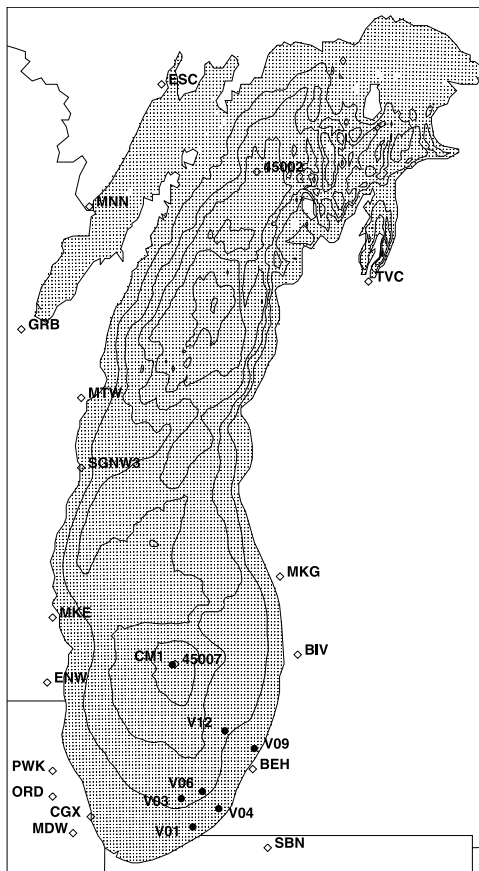 ESC
45002
MNN
TVC
GRB
MTW
SGNW3
MKG
MKE
CM1 45007
BIV
ENW
V12
V09
PWK
BEH
V06
ORD
V03
V04
CGX
MDW
V01
SBN